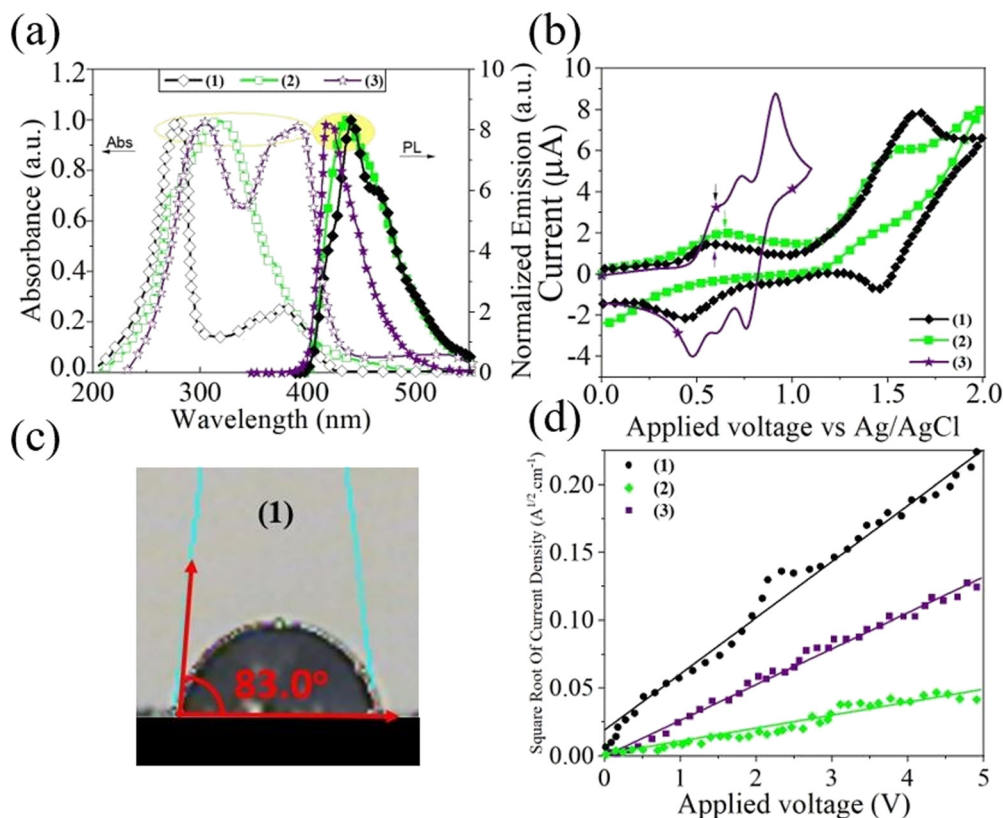 (a)
(1) (2) (3)
Abs
PL
1.2
1.0
0.8
0.6
0.4
0.2
0.0
10
8
6
4
2
0
200 300 400 500
Absorbance (a.u.)
Normalized Emission (a.u.)
Wavelength (nm)
(b)
10
8
6
4
2
0
-2
-4
0.0 0.5 1.0 1.5 2.0
Current (μA)
(1)
(2)
(3)
Applied voltage vs Ag/AgCl
(c)
(1)
83.0°
(d)
(1)
(2)
(3)
0.20
0.15
0.10
0.05
0.00
0 1 2 3 4 5
Square Root Of Current Density (A1/2.cm-1)
Applied voltage (V)